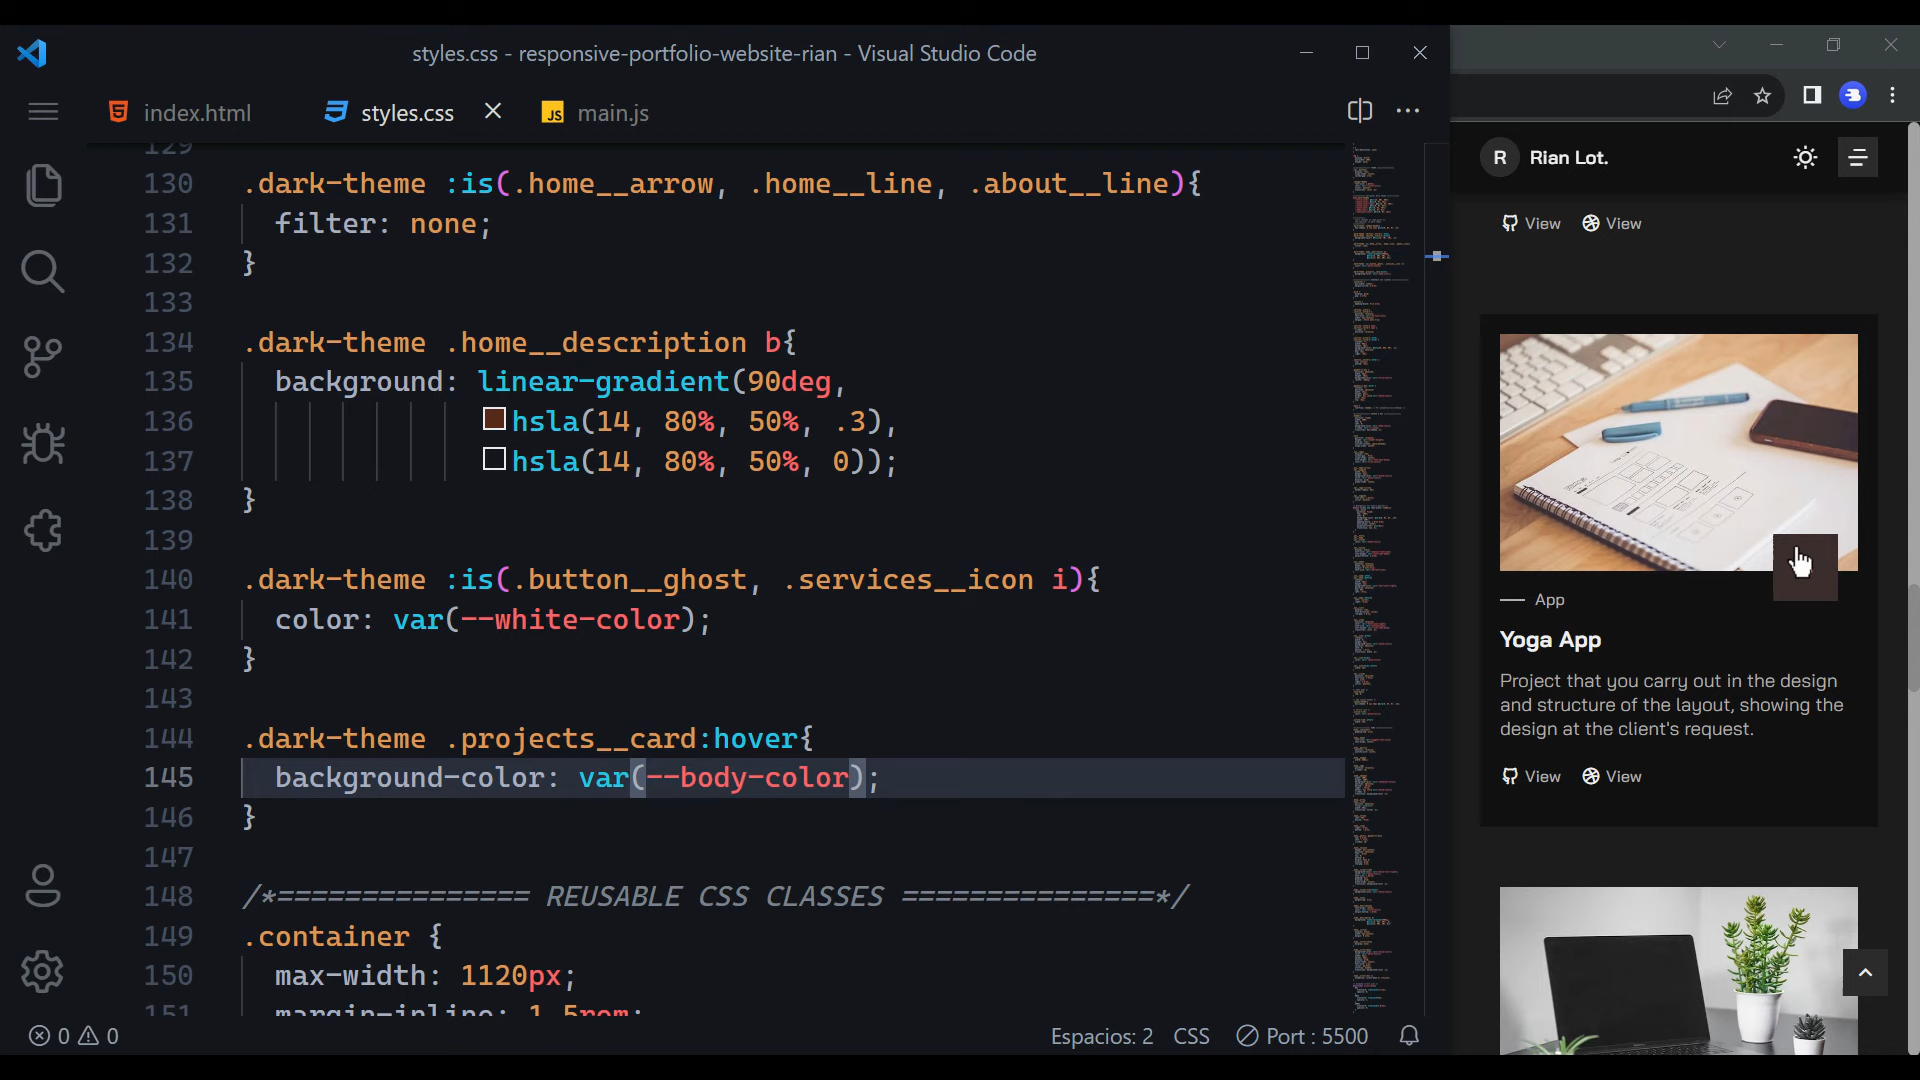 styles.css - responsive-portfolio-website-rian - Visual Studio Code
index.html
styles.css
JS main.js
129
130 .dark-theme :is(.home__arrow, .home__line, .about__line){
131 filter: none;
132 }
133
134 .dark-theme .home__description b{
135 background: linear-gradient(90deg,
136 hsla(14, 80%, 50%, .3),
137 hsla(14, 80%, 50%, 0));
138 }
139
140 .dark-theme :is(.button__ghost, .services__icon i){
141 color: var(--white-color);
142 }
143
144 .dark-theme .projects__card:hover{
145 background-color: var(--body-color);
146 }
147
148 /*=============== REUSABLE CSS CLASSES ===============*/
149 .container {
150 max-width: 1120px;
151 margin-inline: 1.5rem;
0 0
Espacios: 2 CSS Port : 5500
R Rian Lot.
View View
App
Yoga App
Project that you carry out in the design
and structure of the layout, showing the
design at the client's request.
View View